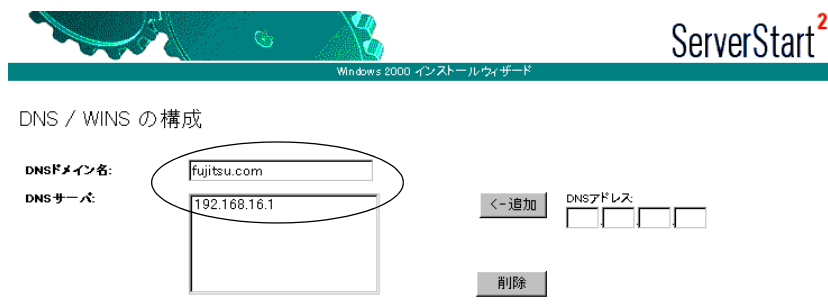 ServerStart2
Windows 2000 インストールウィザード
DNS / WINS の構成
DNSドメイン名:
fujitsu.com
DNSサーバ:
192.168.16.1
<-追加
DNSアドレス:
削除